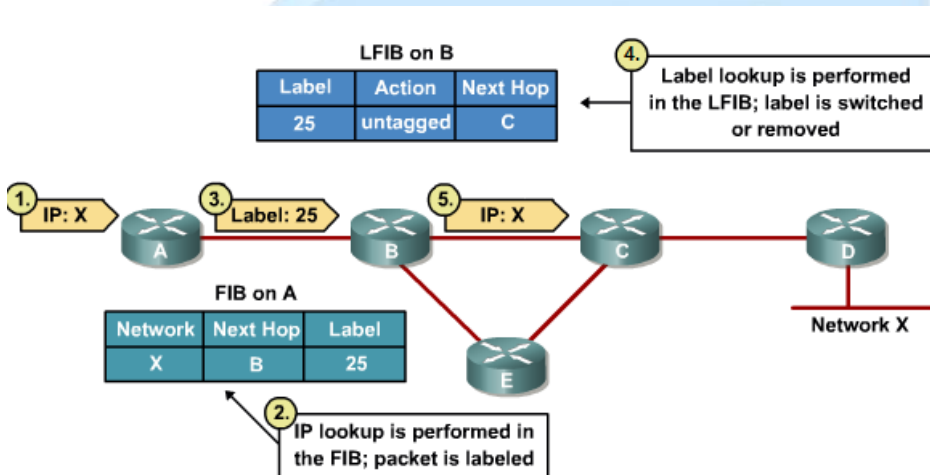 LFIB on B
Label Action Next Hop
25 untagged C
4.
Label lookup is performed
in the LFIB; label is switched
or removed
1.
IP: X
3.
Label: 25
5.
IP: X
A
B
C
D
Network X
E
FIB on A
Network Next Hop Label
X B 25
2.
IP lookup is performed in
the FIB; packet is labeled